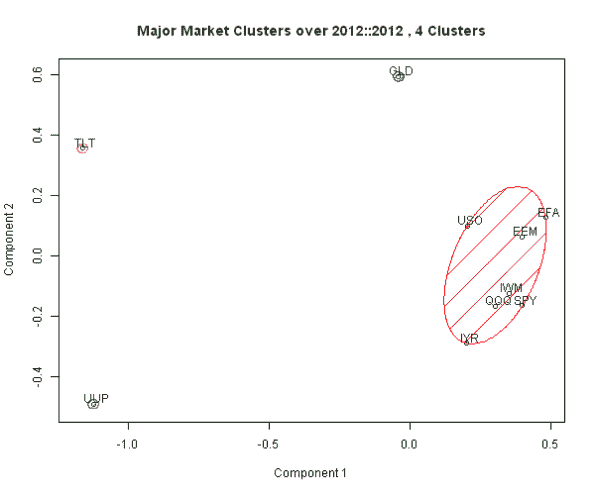 Major Market Clusters over 2012::2012 , 4 Clusters
GLD
TLT
USO
EFA
EEM
IWM
QQQ SPY
IYR
UUP
0.6
0.4
0.2
0.0
-0.2
-0.4
Component 2
-1.0 -0.5 0.0 0.5
Component 1